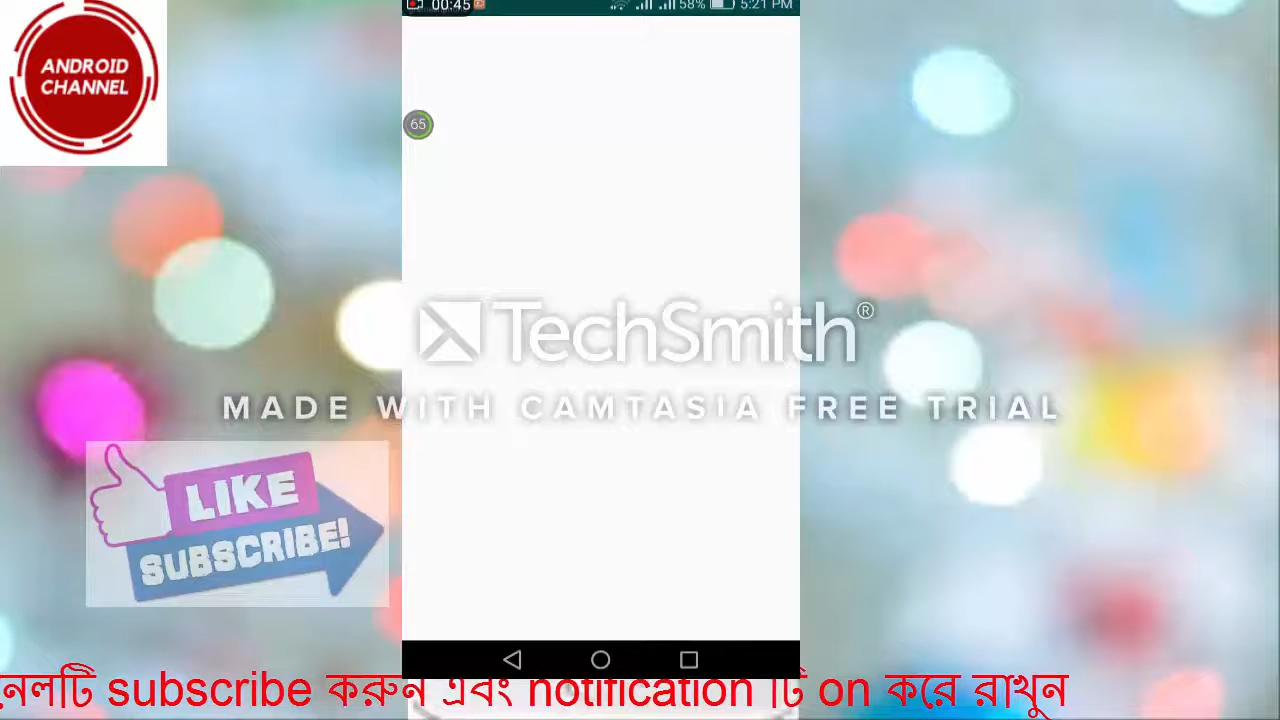 00:45
58% 5:21 PM
ANDROID
CHANNEL
65
TechSmith®
MADE WITH CAMTASIA FREE TRIAL
LIKE
SUBSCRIBE!
নেলটি subscribe করুন এবং notification টি on করে রাখুন